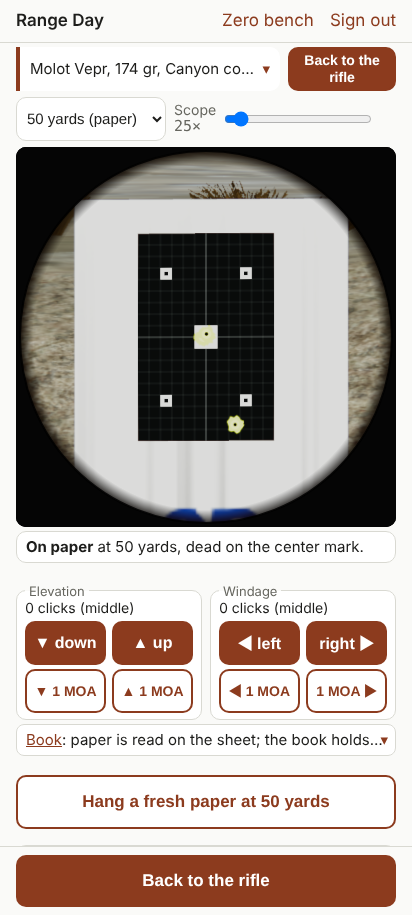 Range Day
Zero bench
Sign out
Molot Vepr, 174 gr, Canyon co... ▼
Back to the
rifle
50 yards (paper)
Scope
25×
On paper at 50 yards, dead on the center mark.
Elevation
0 clicks (middle)
▼ down
▲ up
▼ 1 MOA
▲ 1 MOA
Windage
0 clicks (middle)
◀ left
right ▶
◀ 1 MOA
1 MOA ▶
Book: paper is read on the sheet; the book holds... ▼
Hang a fresh paper at 50 yards
Back to the rifle